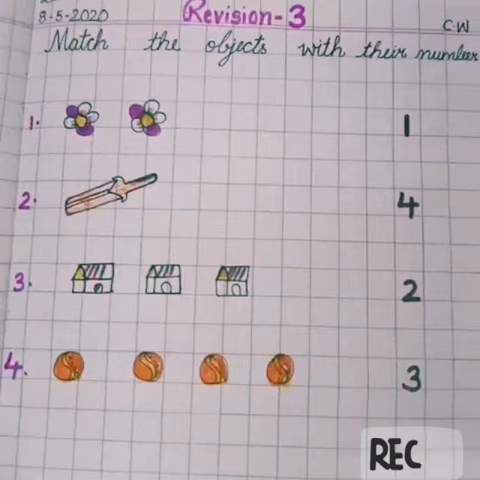 Revision-3
8-5-2020 C.W
Match the objects with their number
1. 1
2. 4
3. 2
4. 3
REC